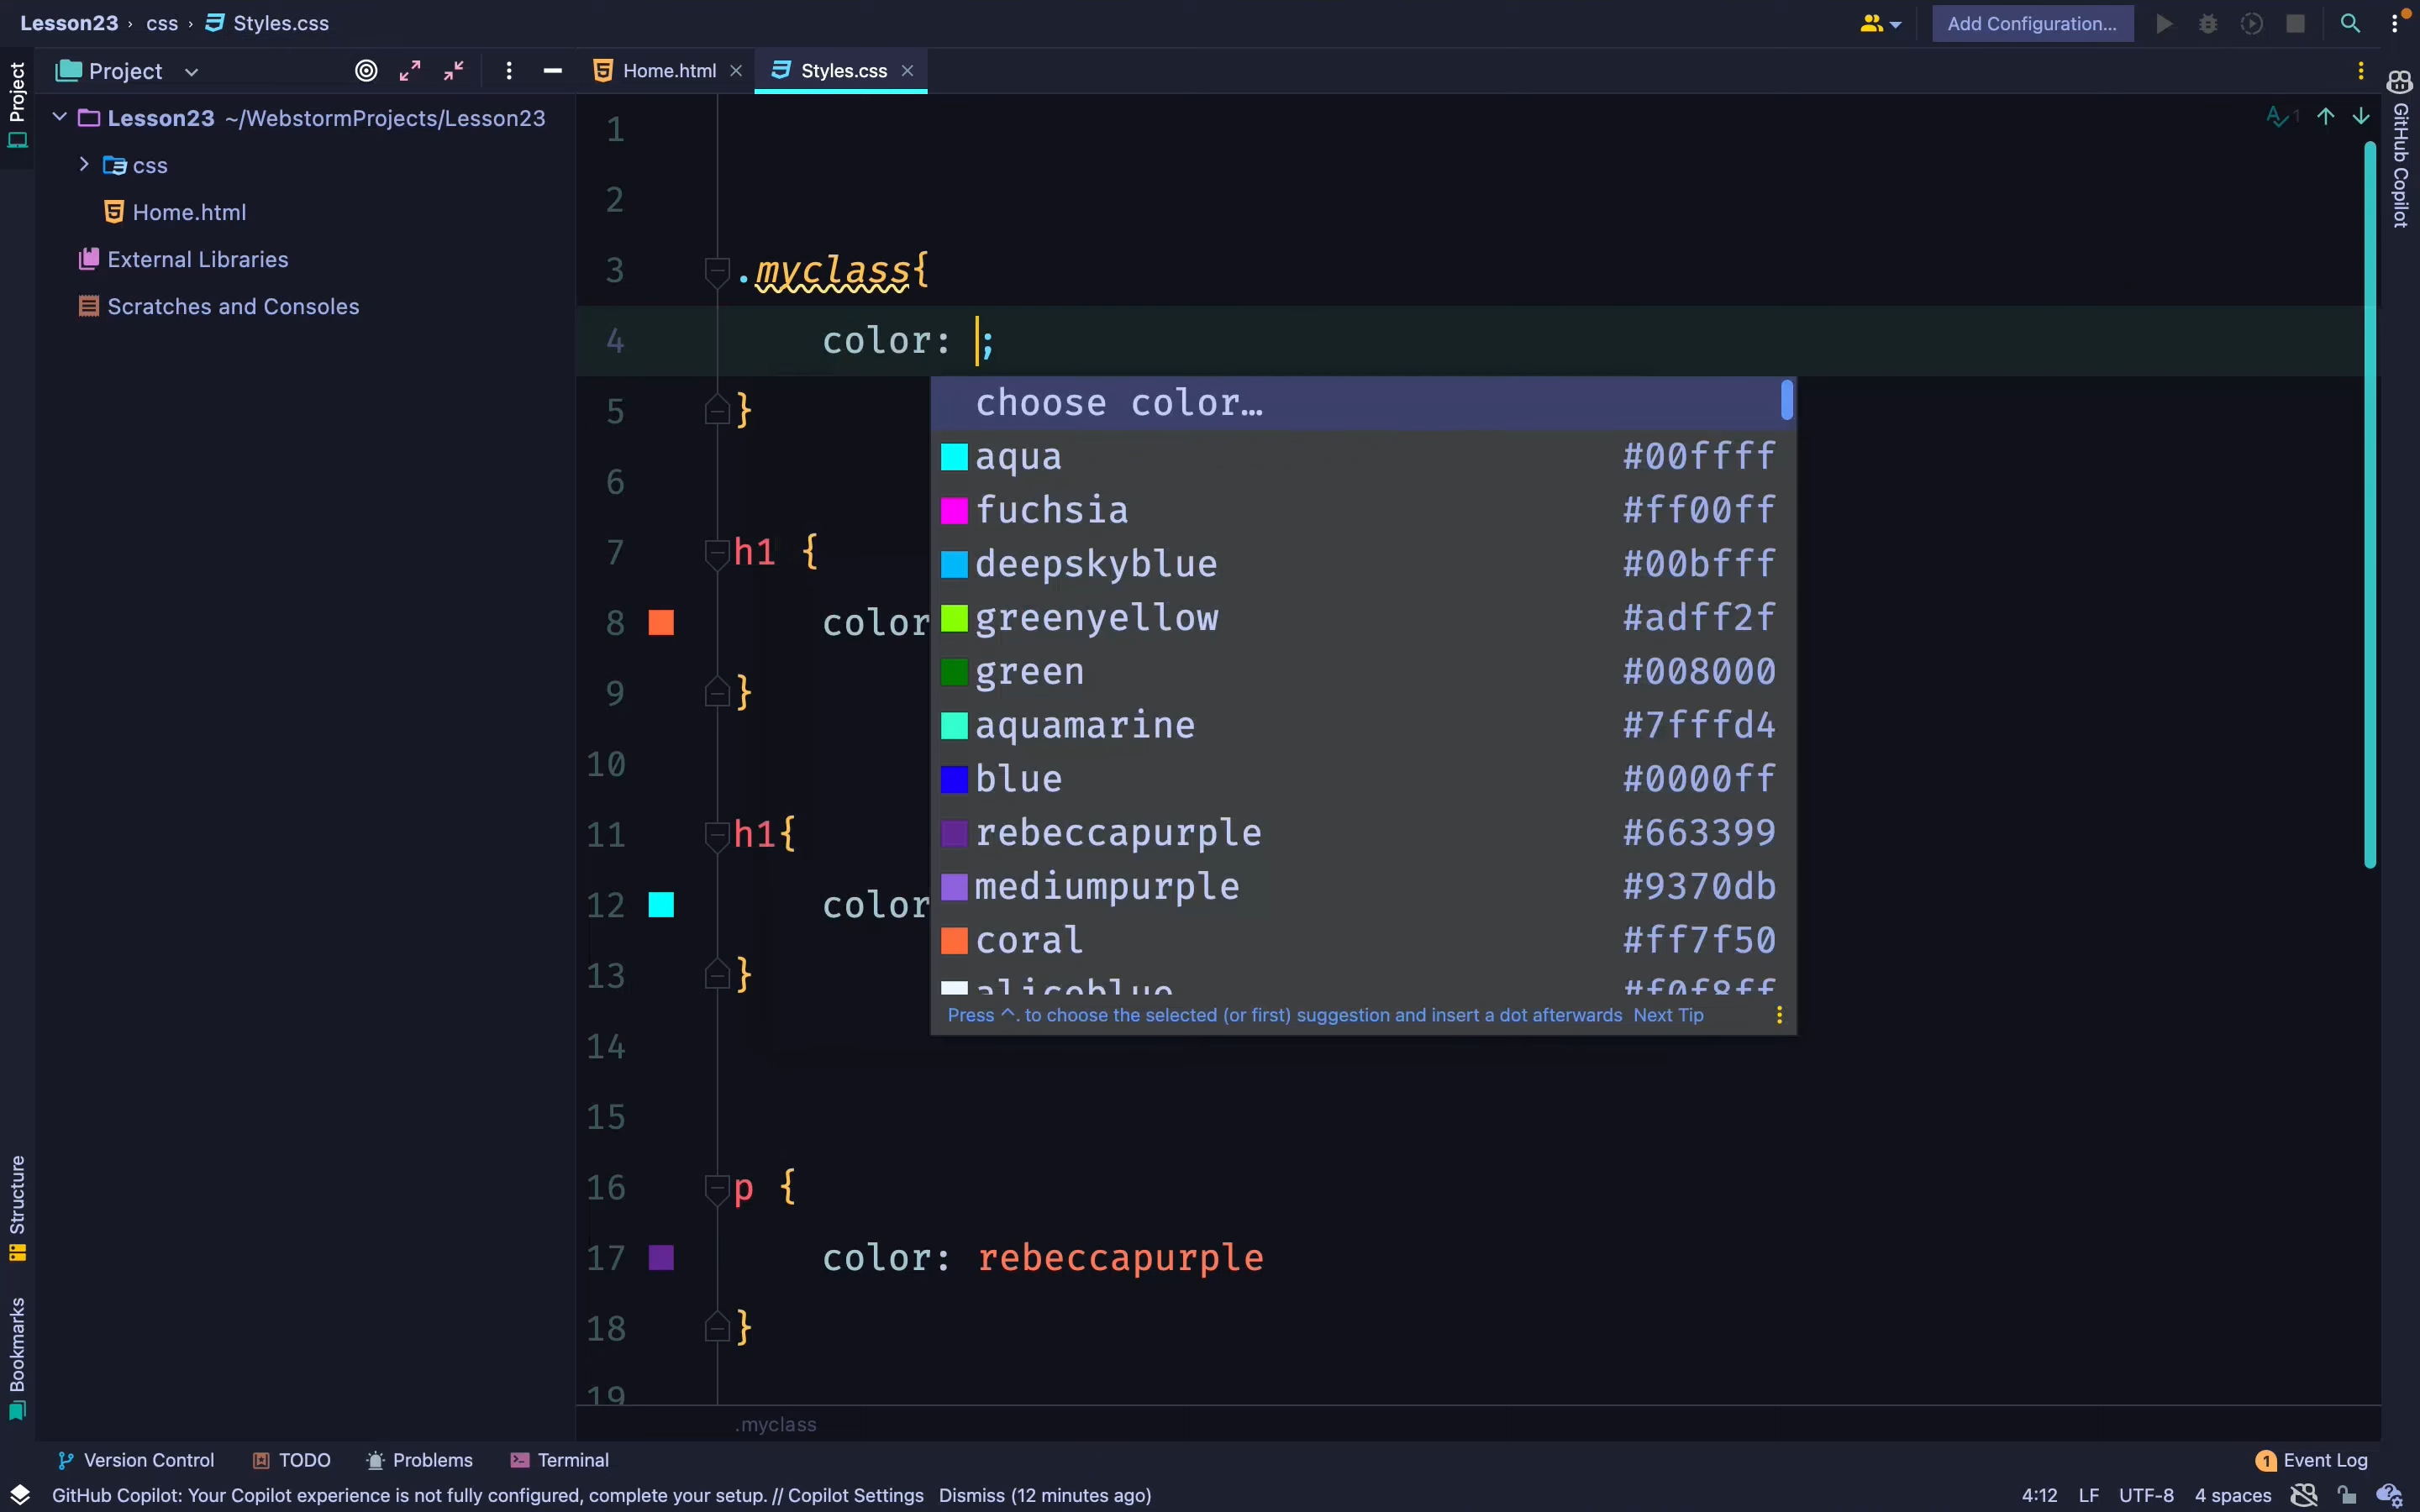 Lesson23 › css › Styles.css
Add Configuration...
Project
Home.html
Styles.css
Project
GitHub Copilot
Lesson23 ~/WebstormProjects/Lesson23
css
Home.html
External Libraries
Scratches and Consoles
1
1
2
3 .myclass{
4 color: ;
5 }
6
7 h1 {
8 color
9 }
10
11 h1{
12 color
13 }
14
15
16 p {
17 color: rebeccapurple
18 }
19
choose color…
aqua #00ffff
fuchsia #ff00ff
deepskyblue #00bfff
greenyellow #adff2f
green #008000
aquamarine #7fffd4
blue #0000ff
rebeccapurple #663399
mediumpurple #9370db
coral #ff7f50
aliceblue #f0f8ff
Press ^. to choose the selected (or first) suggestion and insert a dot afterwards Next Tip
.myclass
Structure
Bookmarks
Version Control TODO Problems Terminal
1 Event Log
GitHub Copilot: Your Copilot experience is not fully configured, complete your setup. // Copilot Settings Dismiss (12 minutes ago)
4:12 LF UTF-8 4 spaces